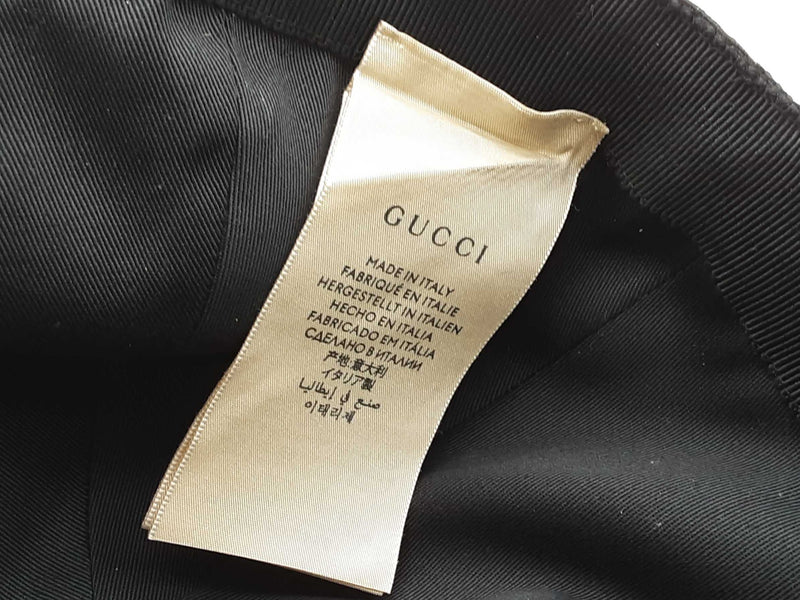 GUCCI
MADE IN ITALY
FABRIQUÉ EN ITALIE
HERGESTELLT IN ITALIEN
HECHO EN ITALIA
FABRICADO EM ITÁLIA
СДЕЛАНО В ИТАЛИИ
产地:意大利
イタリア製
صنع في إيطاليا
이태리제